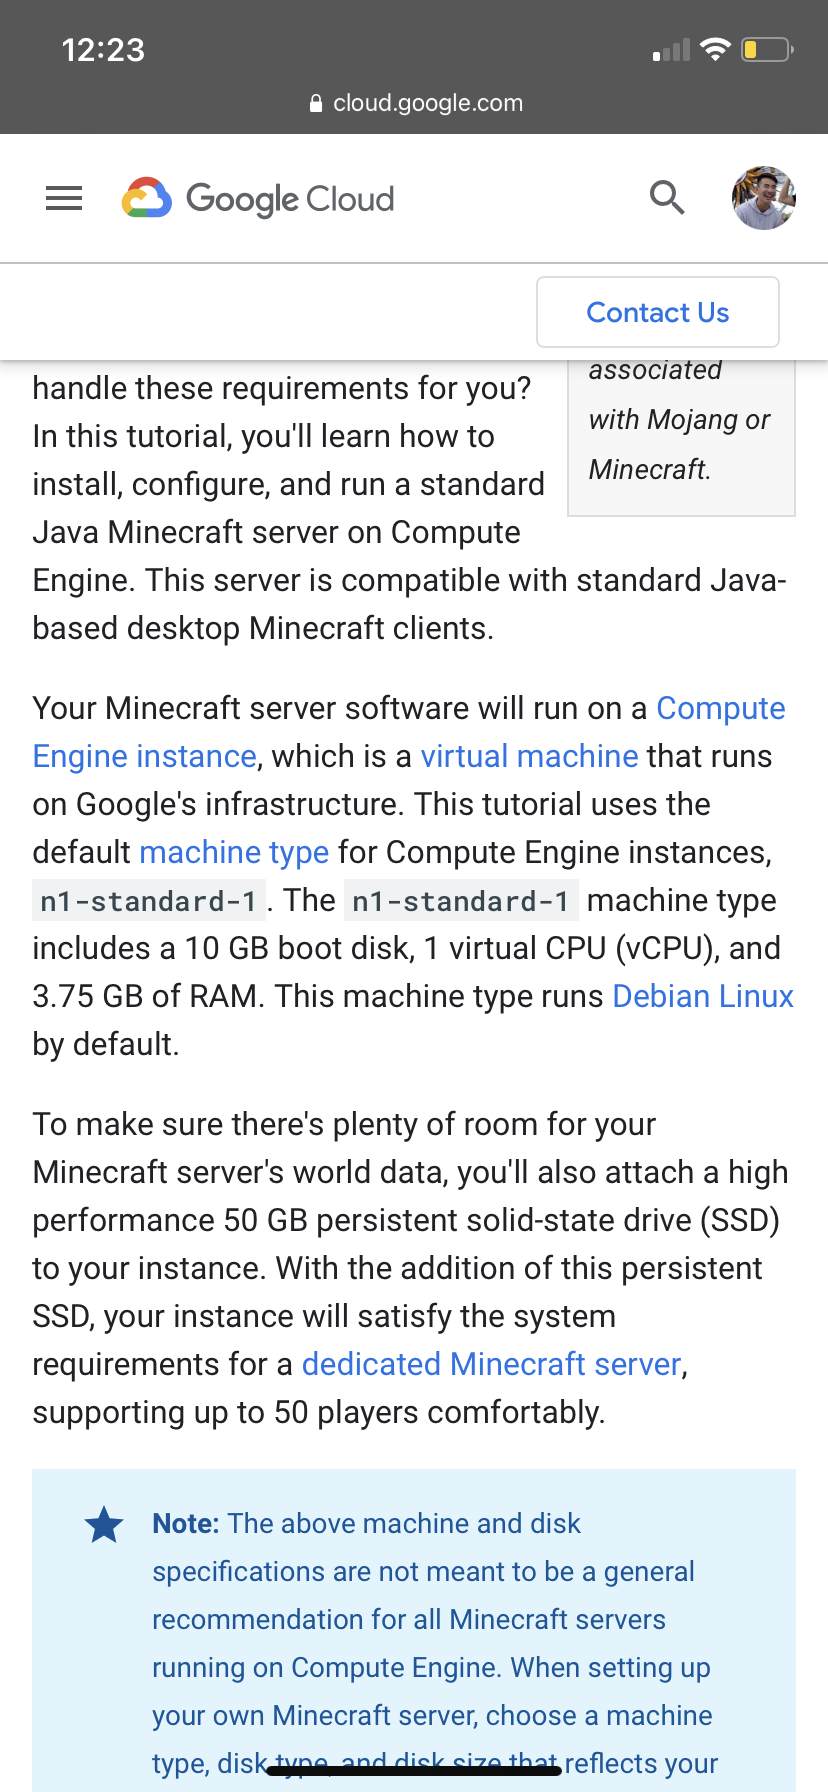 12:23
cloud.google.com
Google Cloud
Contact Us
associated
with Mojang or
Minecraft.
handle these requirements for you?
In this tutorial, you'll learn how to
install, configure, and run a standard
Java Minecraft server on Compute
Engine. This server is compatible with standard Java-
based desktop Minecraft clients.
Your Minecraft server software will run on a Compute
Engine instance, which is a virtual machine that runs
on Google's infrastructure. This tutorial uses the
default machine type for Compute Engine instances,
n1-standard-1. The n1-standard-1 machine type
includes a 10 GB boot disk, 1 virtual CPU (vCPU), and
3.75 GB of RAM. This machine type runs Debian Linux
by default.
To make sure there's plenty of room for your
Minecraft server's world data, you'll also attach a high
performance 50 GB persistent solid-state drive (SSD)
to your instance. With the addition of this persistent
SSD, your instance will satisfy the system
requirements for a dedicated Minecraft server,
supporting up to 50 players comfortably.
Note: The above machine and disk
specifications are not meant to be a general
recommendation for all Minecraft servers
running on Compute Engine. When setting up
your own Minecraft server, choose a machine
type, disk type, and disk size that reflects your